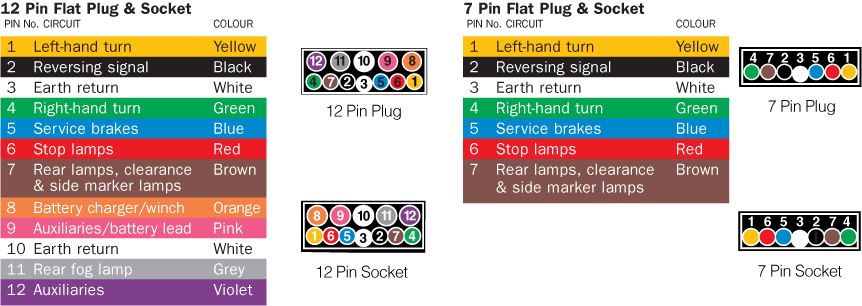 12 Pin Flat Plug & Socket
PIN No. CIRCUIT COLOUR
1 Left-hand turn Yellow
2 Reversing signal Black
3 Earth return White
4 Right-hand turn Green
5 Service brakes Blue
6 Stop lamps Red
7 Rear lamps, clearance Brown
& side marker lamps
8 Battery charger/winch Orange
9 Auxiliaries/battery lead Pink
10 Earth return White
11 Rear fog lamp Grey
12 Auxiliaries Violet
12 11 10 9 8
4 7 2 3 5 6 1
12 Pin Plug
8 9 10 11 12
1 6 5 3 2 7 4
12 Pin Socket
7 Pin Flat Plug & Socket
PIN No. CIRCUIT COLOUR
1 Left-hand turn Yellow
2 Reversing signal Black
3 Earth return White
4 Right-hand turn Green
5 Service brakes Blue
6 Stop lamps Red
7 Rear lamps, clearance Brown
& side marker lamps
4 7 2 3 5 6 1
7 Pin Plug
1 6 5 3 2 7 4
7 Pin Socket